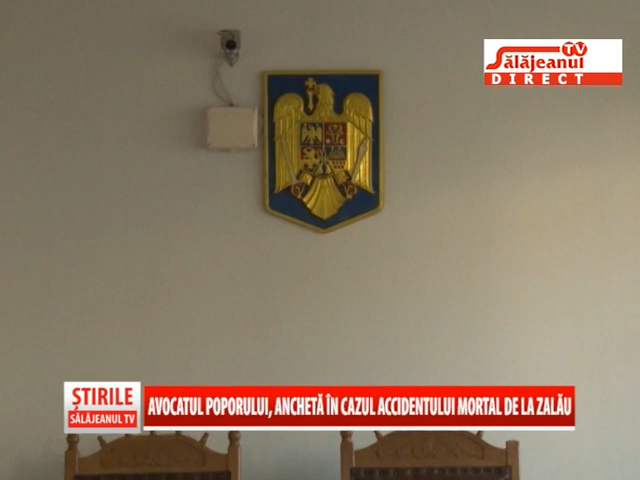 Sălăjeanul TV
DIRECT
ȘTIRILE
SĂLĂJEANUL TV
AVOCATUL POPORULUI, ANCHETĂ ÎN CAZUL ACCIDENTULUI MORTAL DE LA ZALĂU